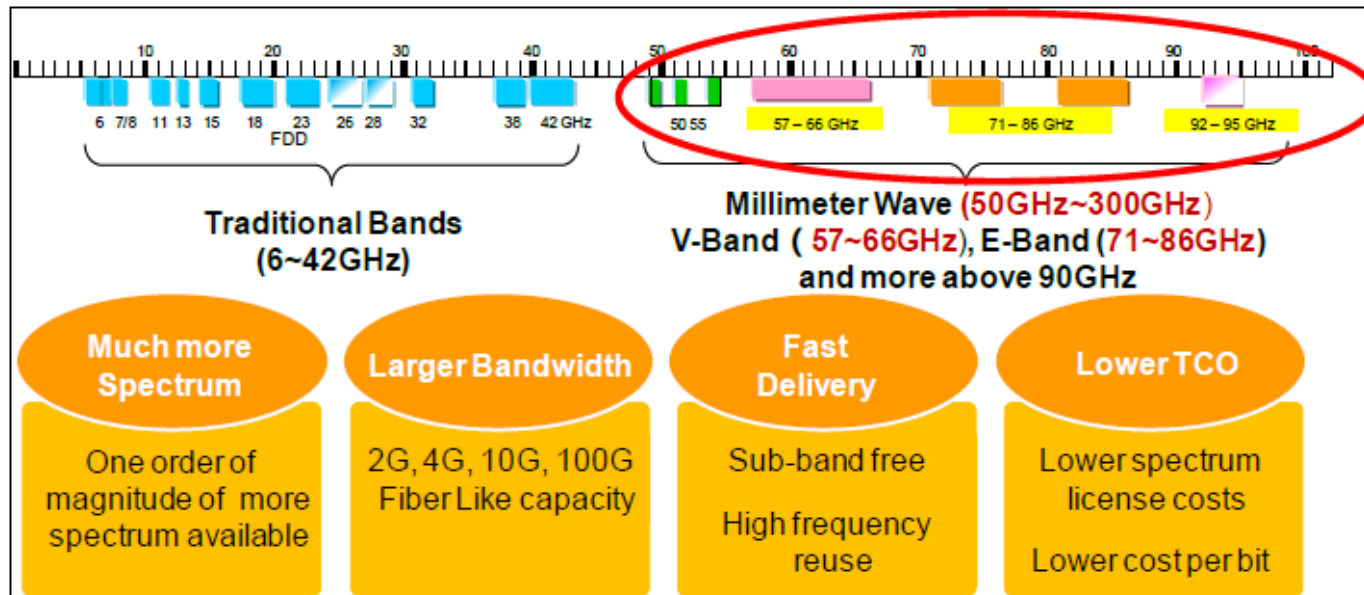 10 20 30 40 50 60 70 80 90 100
6 7/8 11 13 15 18 23 26 28 32 38 42 GHz 50 55 57 – 66 GHz 71 – 86 GHz 92 – 95 GHz
FDD
Traditional Bands
(6~42GHz)
Millimeter Wave (50GHz~300GHz)
V-Band ( 57~66GHz), E-Band (71~86GHz)
and more above 90GHz
Much more
Spectrum
One order of
magnitude of more
spectrum available
Larger Bandwidth
2G, 4G, 10G, 100G
Fiber Like capacity
Fast
Delivery
Sub-band free
High frequency
reuse
Lower TCO
Lower spectrum
license costs
Lower cost per bit